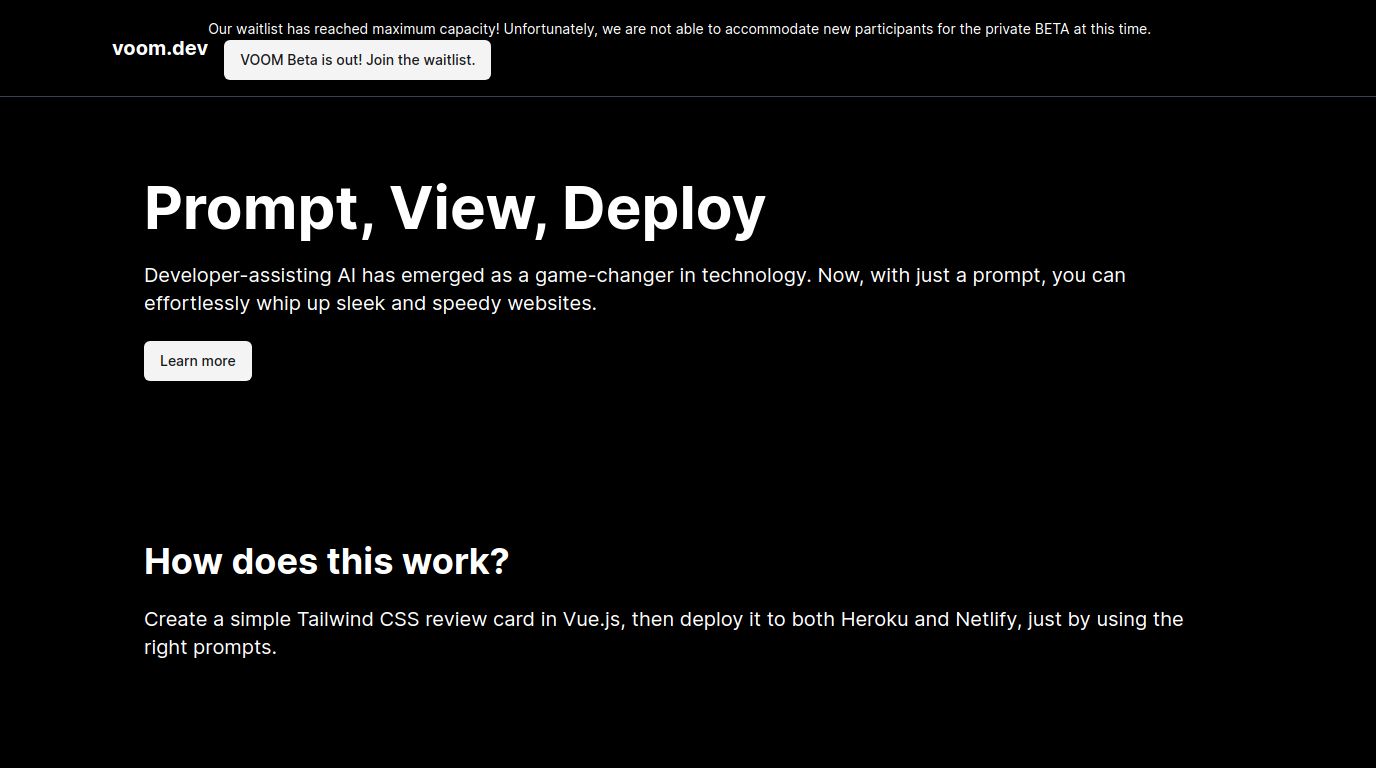 Our waitlist has reached maximum capacity! Unfortunately, we are not able to accommodate new participants for the private BETA at this time.
voom.dev
VOOM Beta is out! Join the waitlist.
Prompt, View, Deploy
Developer-assisting AI has emerged as a game-changer in technology. Now, with just a prompt, you can
effortlessly whip up sleek and speedy websites.
Learn more
How does this work?
Create a simple Tailwind CSS review card in Vue.js, then deploy it to both Heroku and Netlify, just by using the
right prompts.